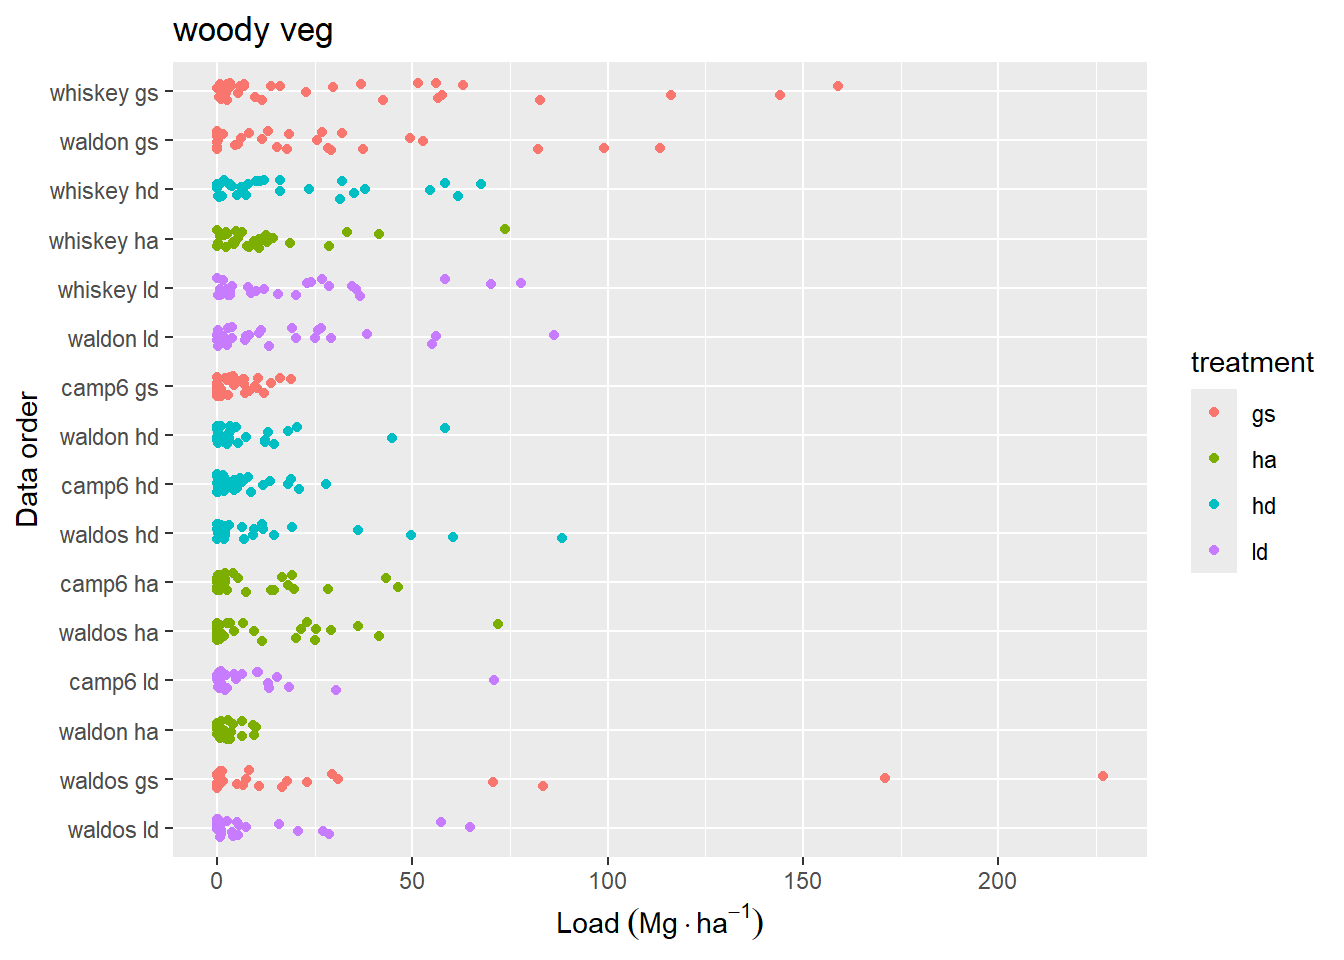 woody veg
Data order
whiskey gs
waldon gs
whiskey hd
whiskey ha
whiskey ld
waldon ld
camp6 gs
waldon hd
camp6 hd
waldos hd
camp6 ha
waldos ha
camp6 ld
waldon ha
waldos gs
waldos ld
0 50 100 150 200
Load (Mg⋅ha⁻¹)
treatment
gs
ha
hd
ld